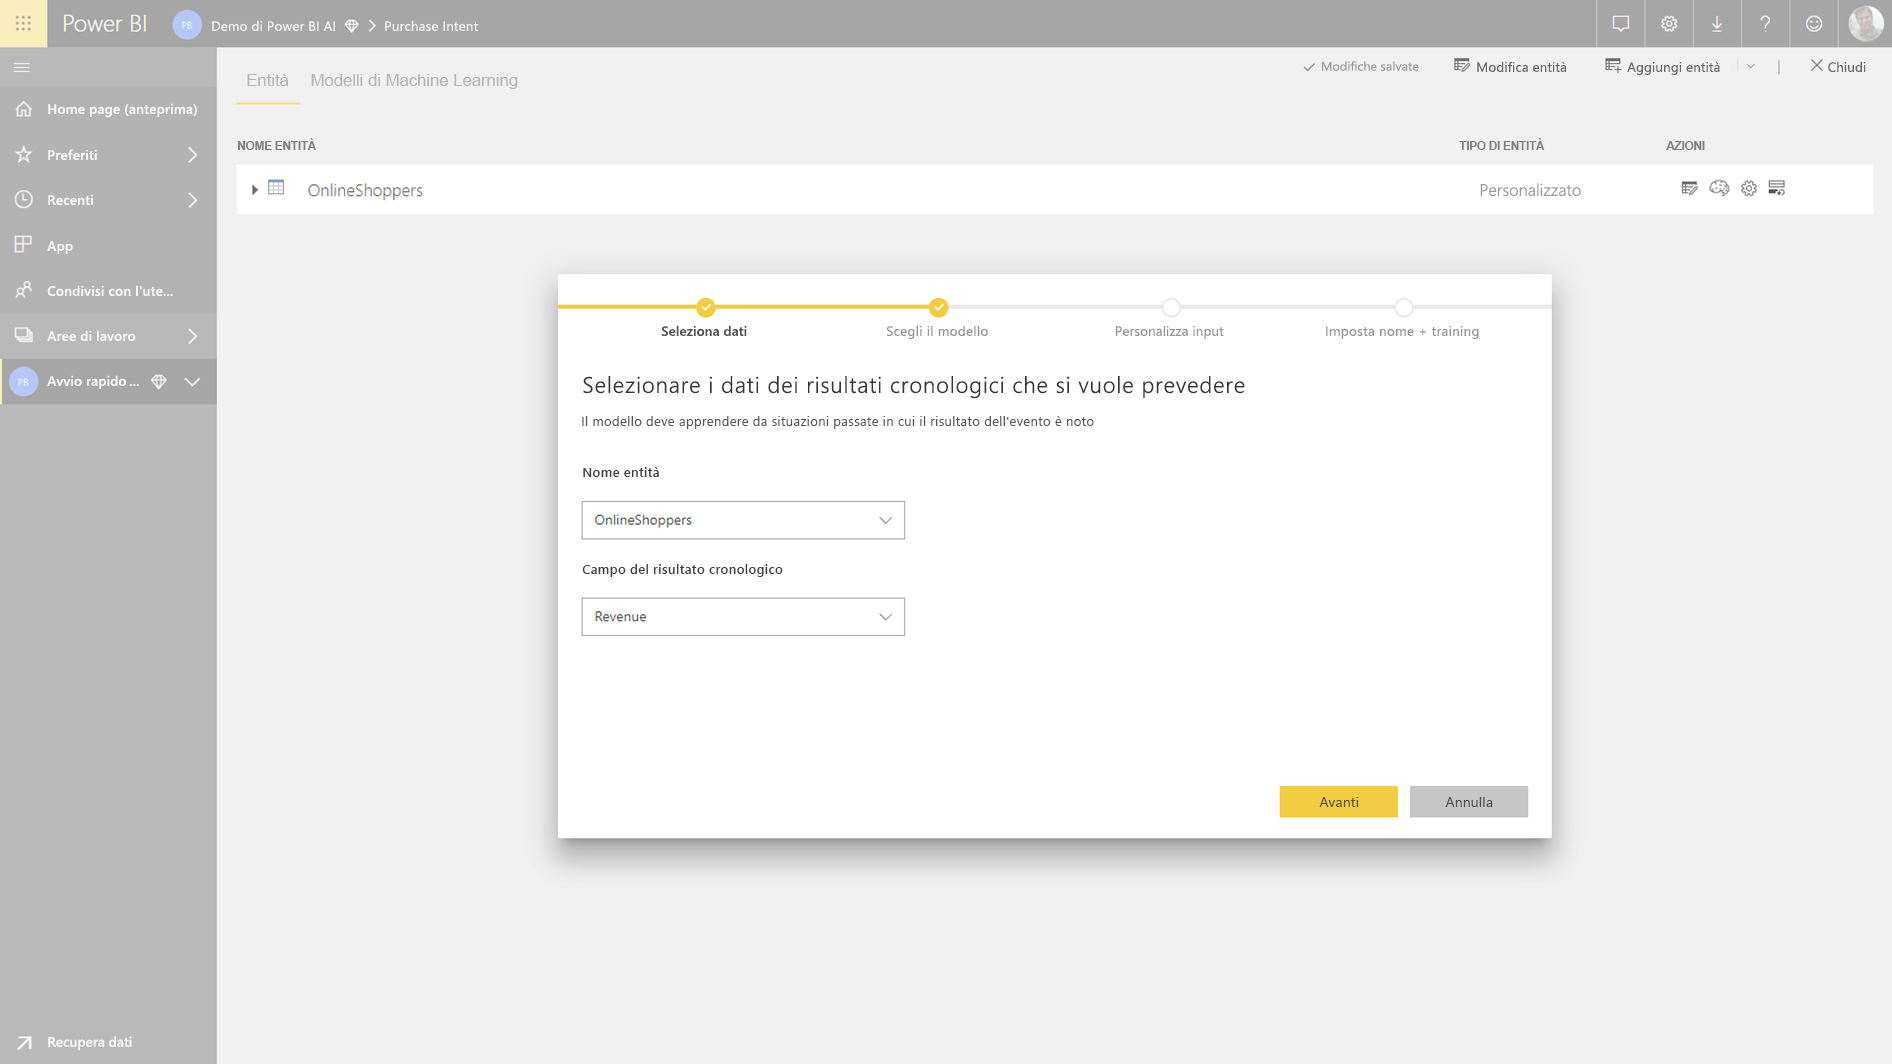 Power BI
PB
Demo di Power BI AI
Purchase Intent
Entità
Modelli di Machine Learning
Modifiche salvate
Modifica entità
Aggiungi entità
Chiudi
Home page (anteprima)
Preferiti
Recenti
App
Condivisi con l'ute...
Aree di lavoro
PB
Avvio rapido ...
NOME ENTITÀ
TIPO DI ENTITÀ
AZIONI
OnlineShoppers
Personalizzato
Seleziona dati
Scegli il modello
Personalizza input
Imposta nome + training
Selezionare i dati dei risultati cronologici che si vuole prevedere
Il modello deve apprendere da situazioni passate in cui il risultato dell'evento è noto
Nome entità
OnlineShoppers
Campo del risultato cronologico
Revenue
Avanti
Annulla
Recupera dati